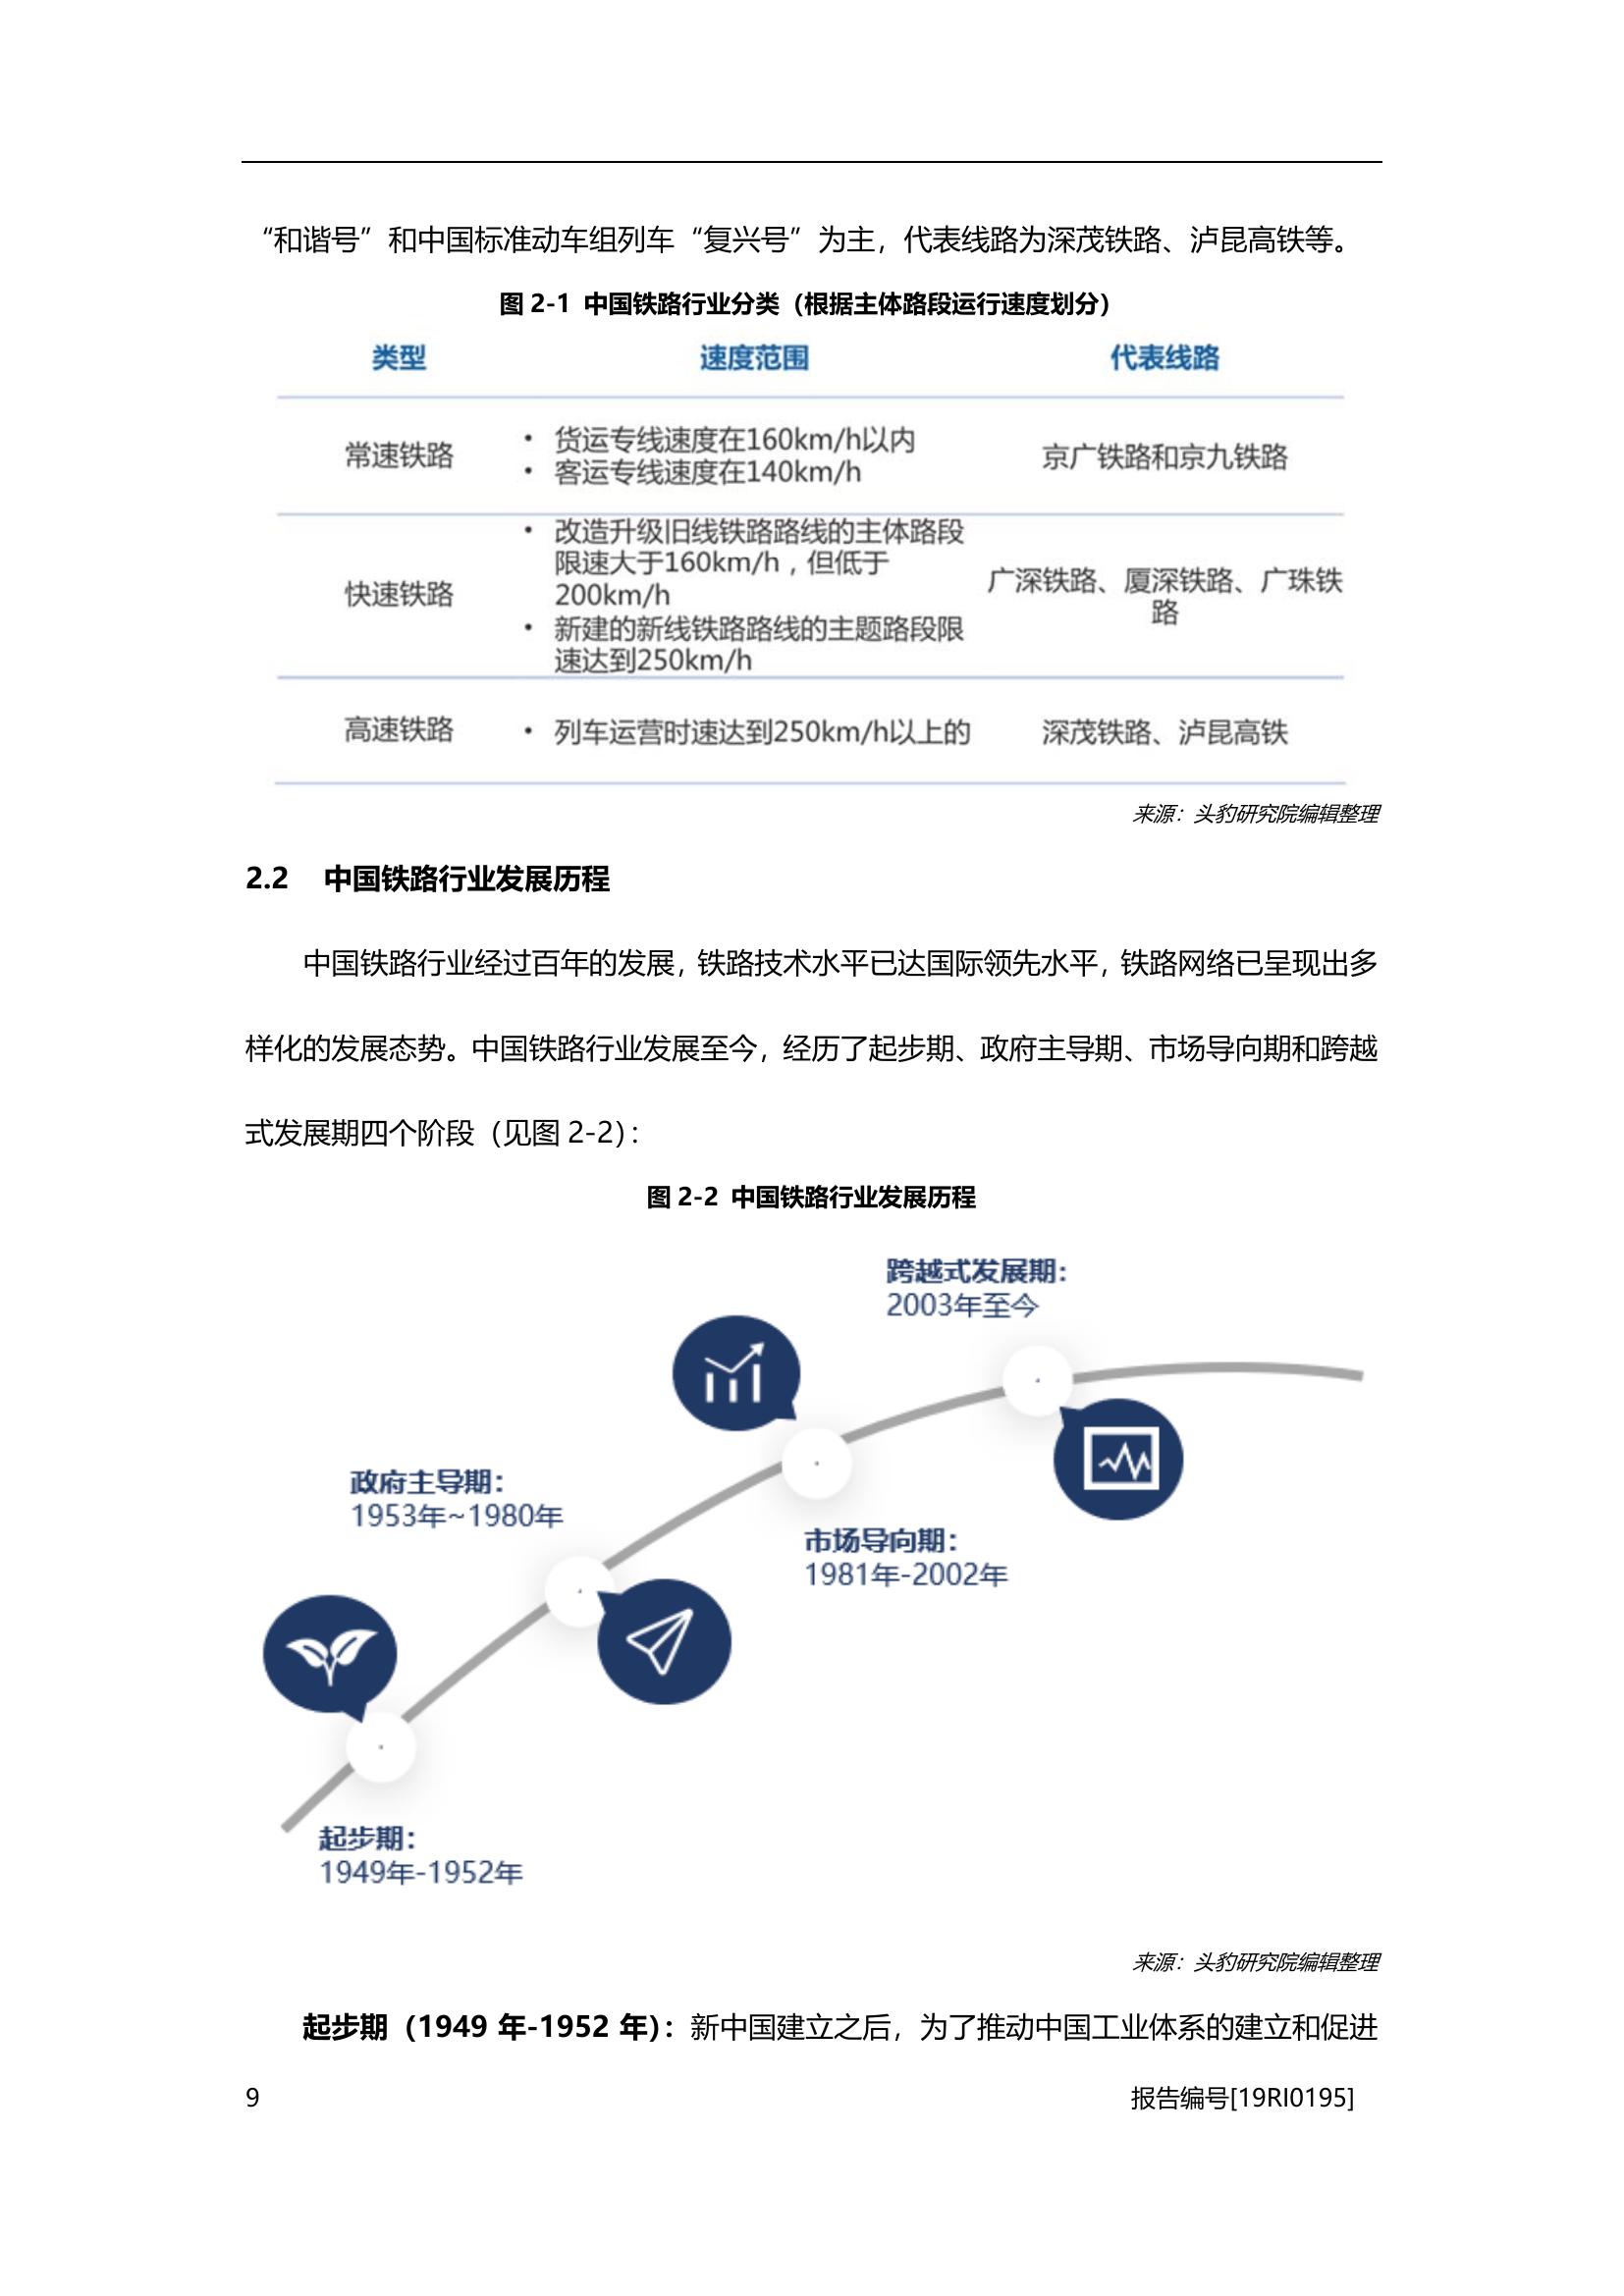 “和谐号”和中国标准动车组列车“复兴号”为主，代表线路为深茂铁路、泸昆高铁等。
图 2-1 中国铁路行业分类（根据主体路段运行速度划分）
类型 速度范围 代表线路
常速铁路
• 货运专线速度在160km/h以内
• 客运专线速度在140km/h
京广铁路和京九铁路
快速铁路
• 改造升级旧线铁路路线的主体路段
限速大于160km/h，但低于
200km/h
• 新建的新线铁路路线的主题路段限
速达到250km/h
广深铁路、厦深铁路、广珠铁
路
高速铁路
• 列车运营时速达到250km/h以上的
深茂铁路、泸昆高铁
来源：头豹研究院编辑整理
2.2 中国铁路行业发展历程
中国铁路行业经过百年的发展，铁路技术水平已达国际领先水平，铁路网络已呈现出多
样化的发展态势。中国铁路行业发展至今，经历了起步期、政府主导期、市场导向期和跨越
式发展期四个阶段（见图 2-2）：
图 2-2 中国铁路行业发展历程
跨越式发展期：
2003年至今
政府主导期：
1953年~1980年
市场导向期：
1981年-2002年
起步期：
1949年-1952年
来源：头豹研究院编辑整理
起步期（1949 年-1952 年）：新中国建立之后，为了推动中国工业体系的建立和促进
9 报告编号[19RI0195]